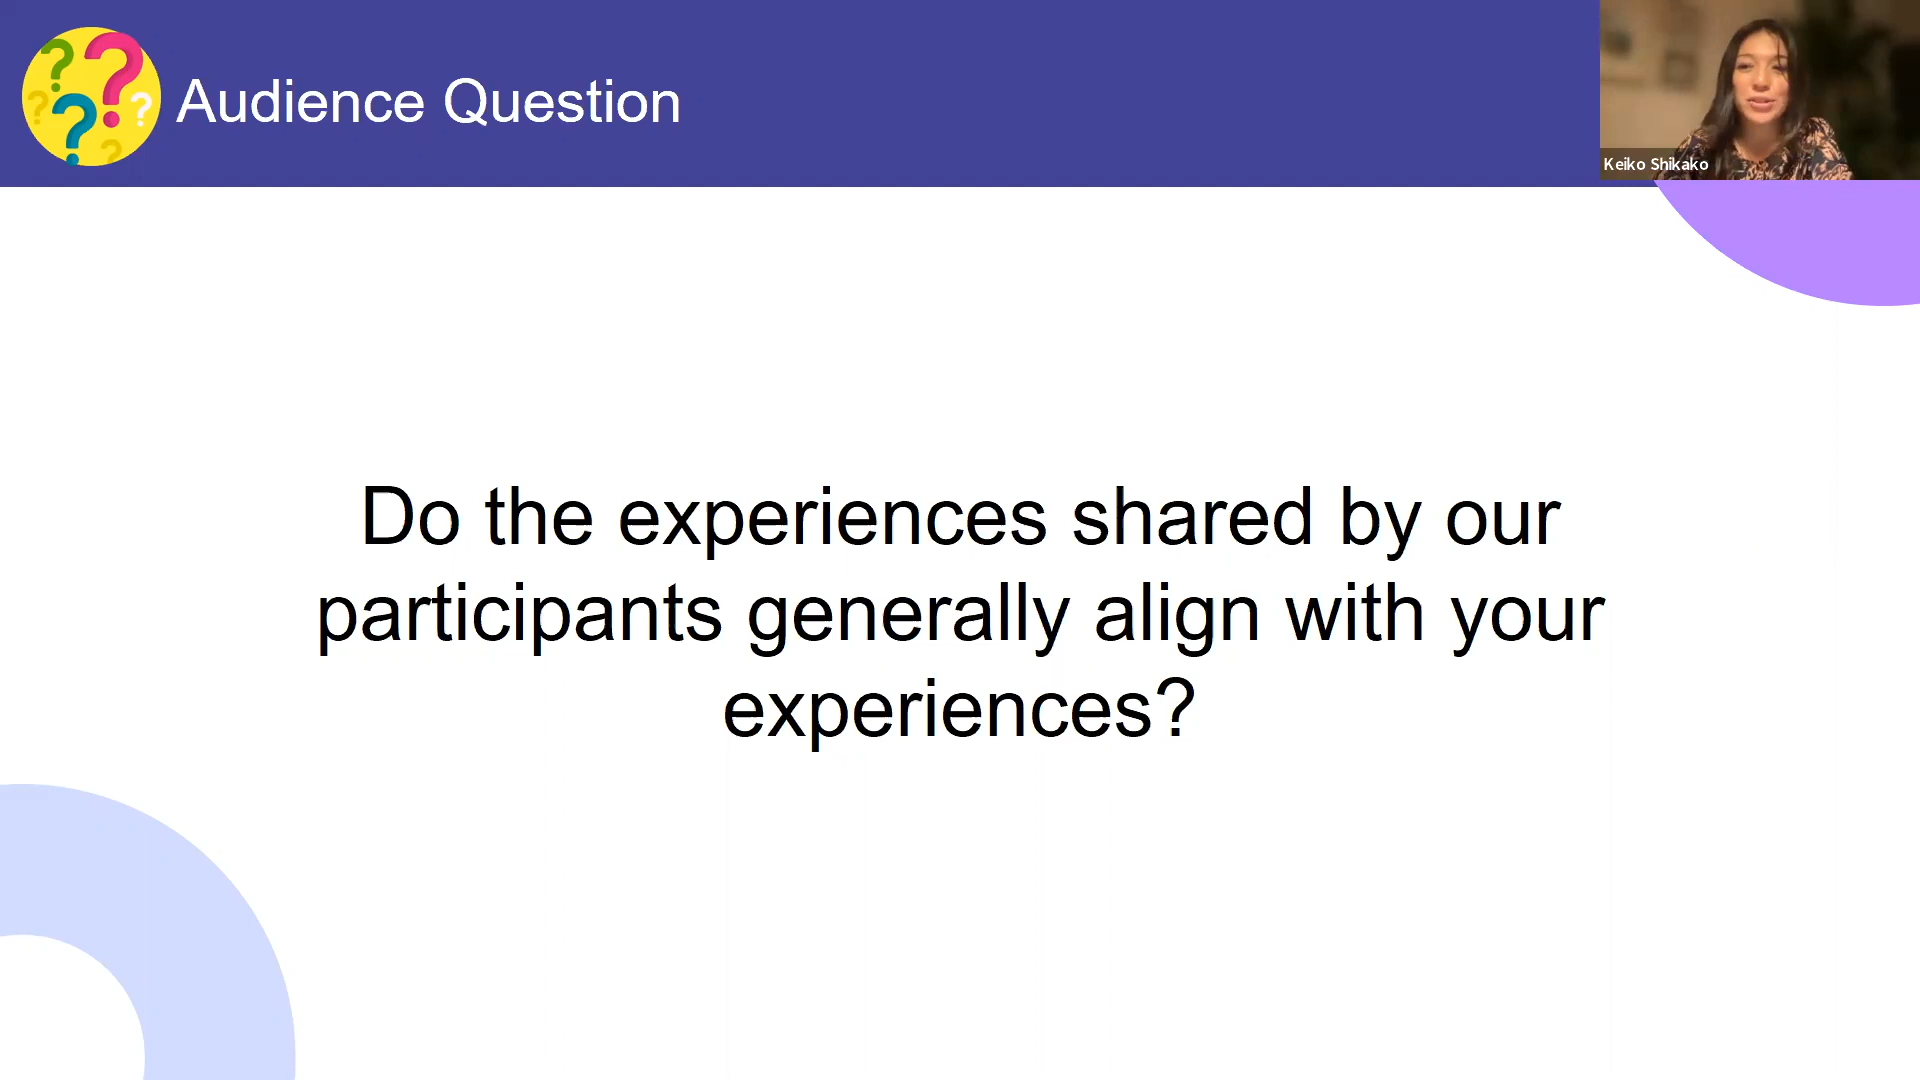 Audience Question
Keiko Shikako
Do the experiences shared by our
participants generally align with your
experiences?